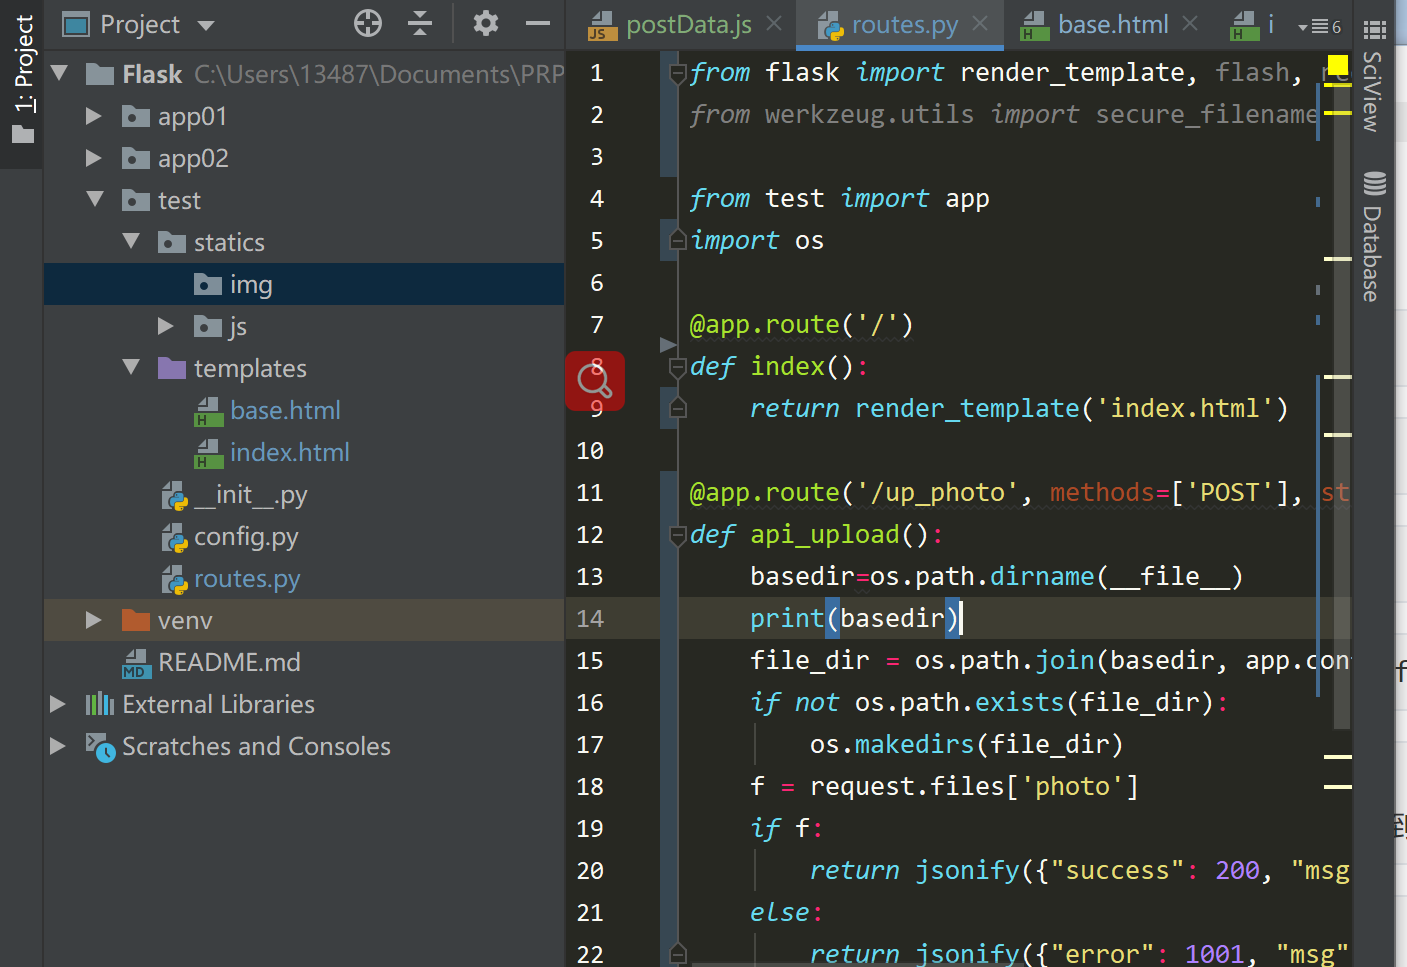 Project
postData.js
routes.py
base.html
i
6
1: Project
Flask C:\Users\13487\Documents\PRP
app01
app02
test
statics
img
js
templates
base.html
index.html
__init__.py
config.py
routes.py
venv
README.md
External Libraries
Scratches and Consoles
1 from flask import render_template, flash, re
2 from werkzeug.utils import secure_filename
3
4 from test import app
5 import os
6
7 @app.route('/')
8 def index():
9 return render_template('index.html')
10
11 @app.route('/up_photo', methods=['POST'], st
12 def api_upload():
13 basedir=os.path.dirname(__file__)
14 print(basedir)
15 file_dir = os.path.join(basedir, app.con
16 if not os.path.exists(file_dir):
17 os.makedirs(file_dir)
18 f = request.files['photo']
19 if f:
20 return jsonify({"success": 200, "msg
21 else:
22 return jsonify({"error": 1001, "msg"
SciView
Database